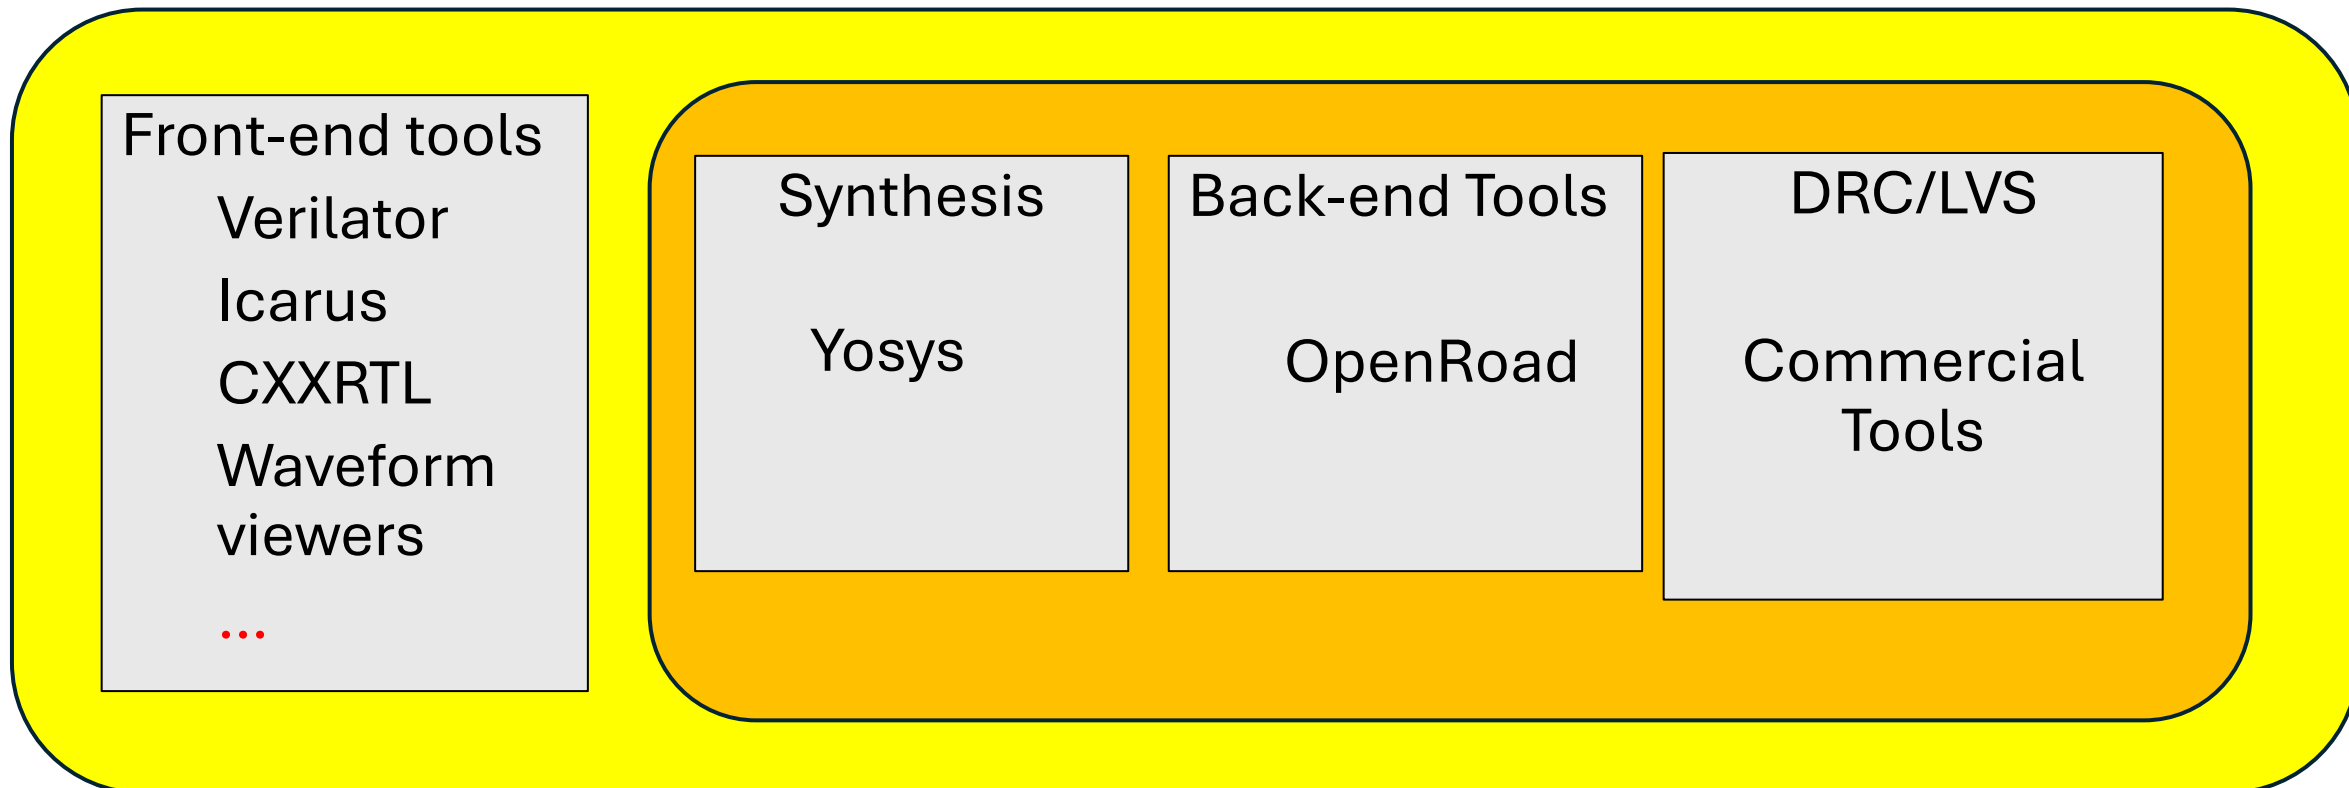 Front-end tools
Verilator
Icarus
CXXRTL
Waveform
viewers
...
Synthesis
Yosys
Back-end Tools
OpenRoad
DRC/LVS
Commercial
Tools